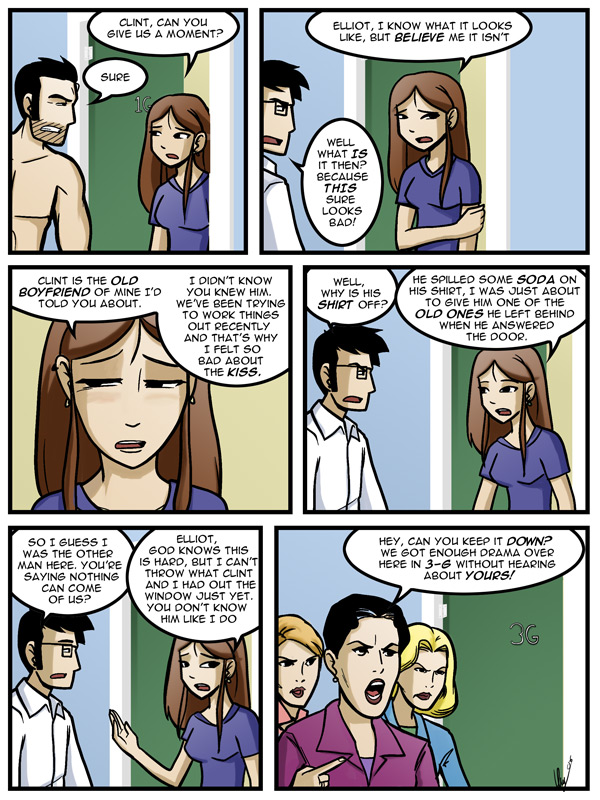 CLINT, CAN YOU
GIVE US A MOMENT?
SURE
1G
ELLIOT, I KNOW WHAT IT LOOKS
LIKE, BUT BELIEVE ME IT ISN'T
WELL
WHAT IS
IT THEN?
BECAUSE
THIS
SURE
LOOKS
BAD!
CLINT IS THE OLD
BOYFRIEND OF MINE I'D
TOLD YOU ABOUT.
I DIDN'T KNOW
YOU KNEW HIM.
WE'VE BEEN TRYING
TO WORK THINGS
OUT RECENTLY
AND THAT'S WHY
I FELT SO
BAD ABOUT
THE KISS.
WELL,
WHY IS HIS
SHIRT OFF?
HE SPILLED SOME SODA ON
HIS SHIRT, I WAS JUST ABOUT
TO GIVE HIM ONE OF THE
OLD ONES HE LEFT BEHIND
WHEN HE ANSWERED
THE DOOR.
SO I GUESS I
WAS THE OTHER
MAN HERE. YOU'RE
SAYING NOTHING
CAN COME
OF US?
ELLIOT,
GOD KNOWS THIS
IS HARD, BUT I CAN'T
THROW WHAT CLINT
AND I HAD OUT THE
WINDOW JUST YET.
YOU DON'T KNOW
HIM LIKE I DO
HEY, CAN YOU KEEP IT DOWN?
WE GOT ENOUGH DRAMA OVER
HERE IN 3-G WITHOUT HEARING
ABOUT YOURS!
3G